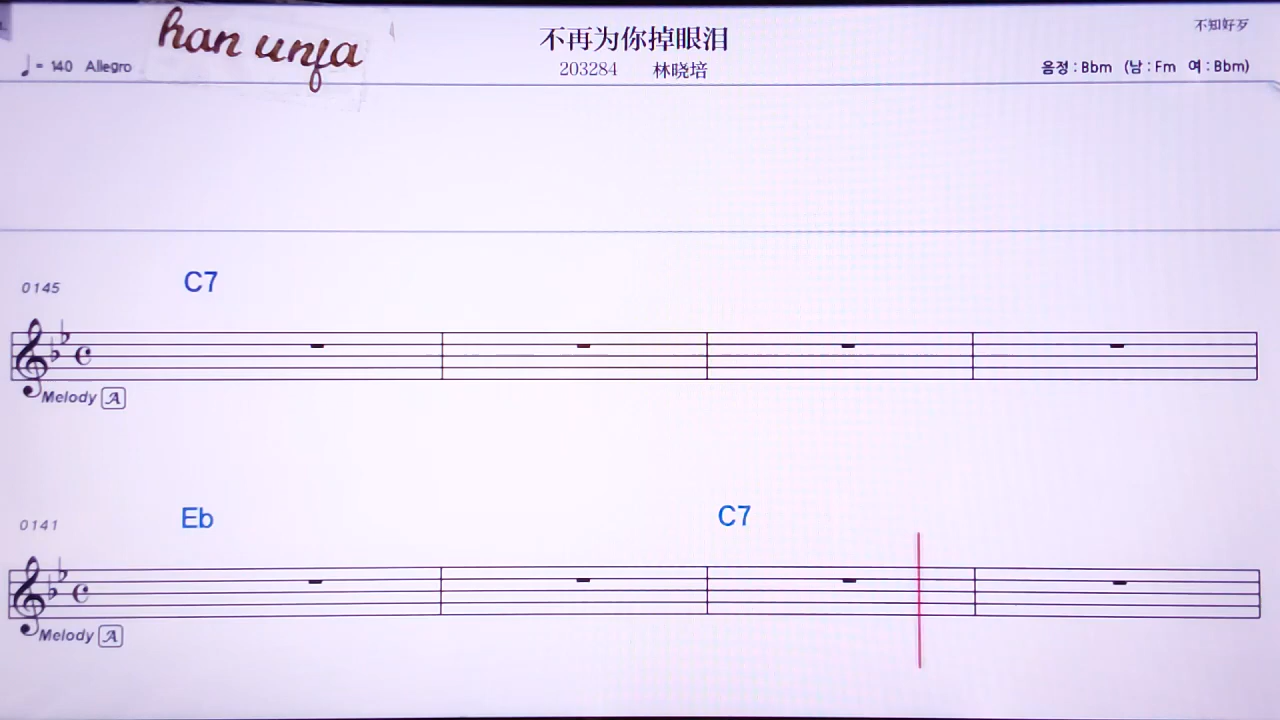 han unfa
不再为你掉眼泪
不知好歹
♩ = 140 Allegro
203284 林晓培
음정 : Bbm (남 : Fm 여 : Bbm)
0145
C7
Melody A
0141
Eb C7
Melody A